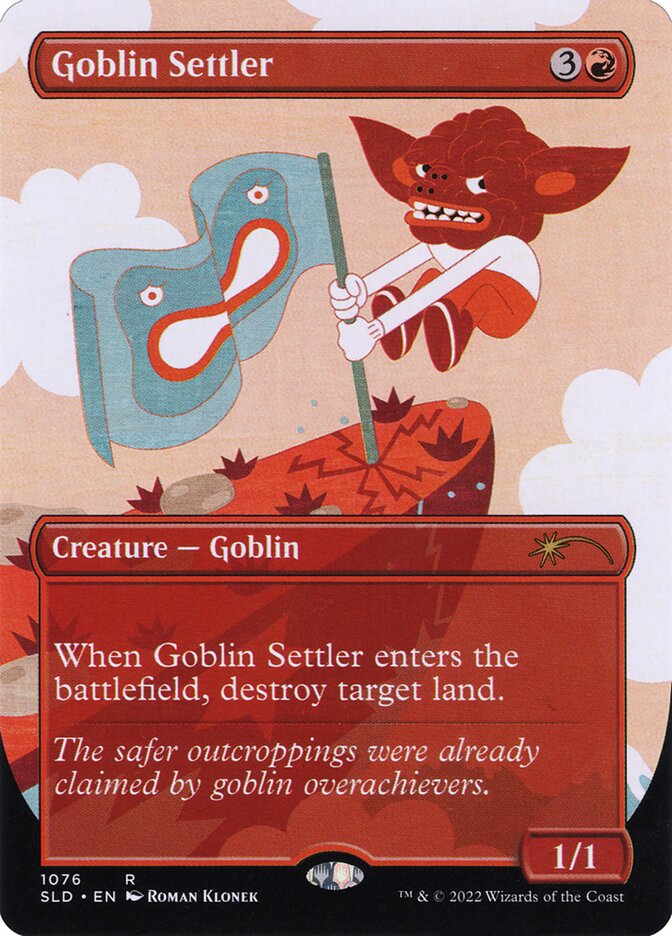 Goblin Settler 3
Creature — Goblin
When Goblin Settler enters the
battlefield, destroy target land.
The safer outcroppings were already
claimed by goblin overachievers.
1/1
1076 R
SLD • EN ROMAN KLONEK
™ & © 2022 Wizards of the Coast